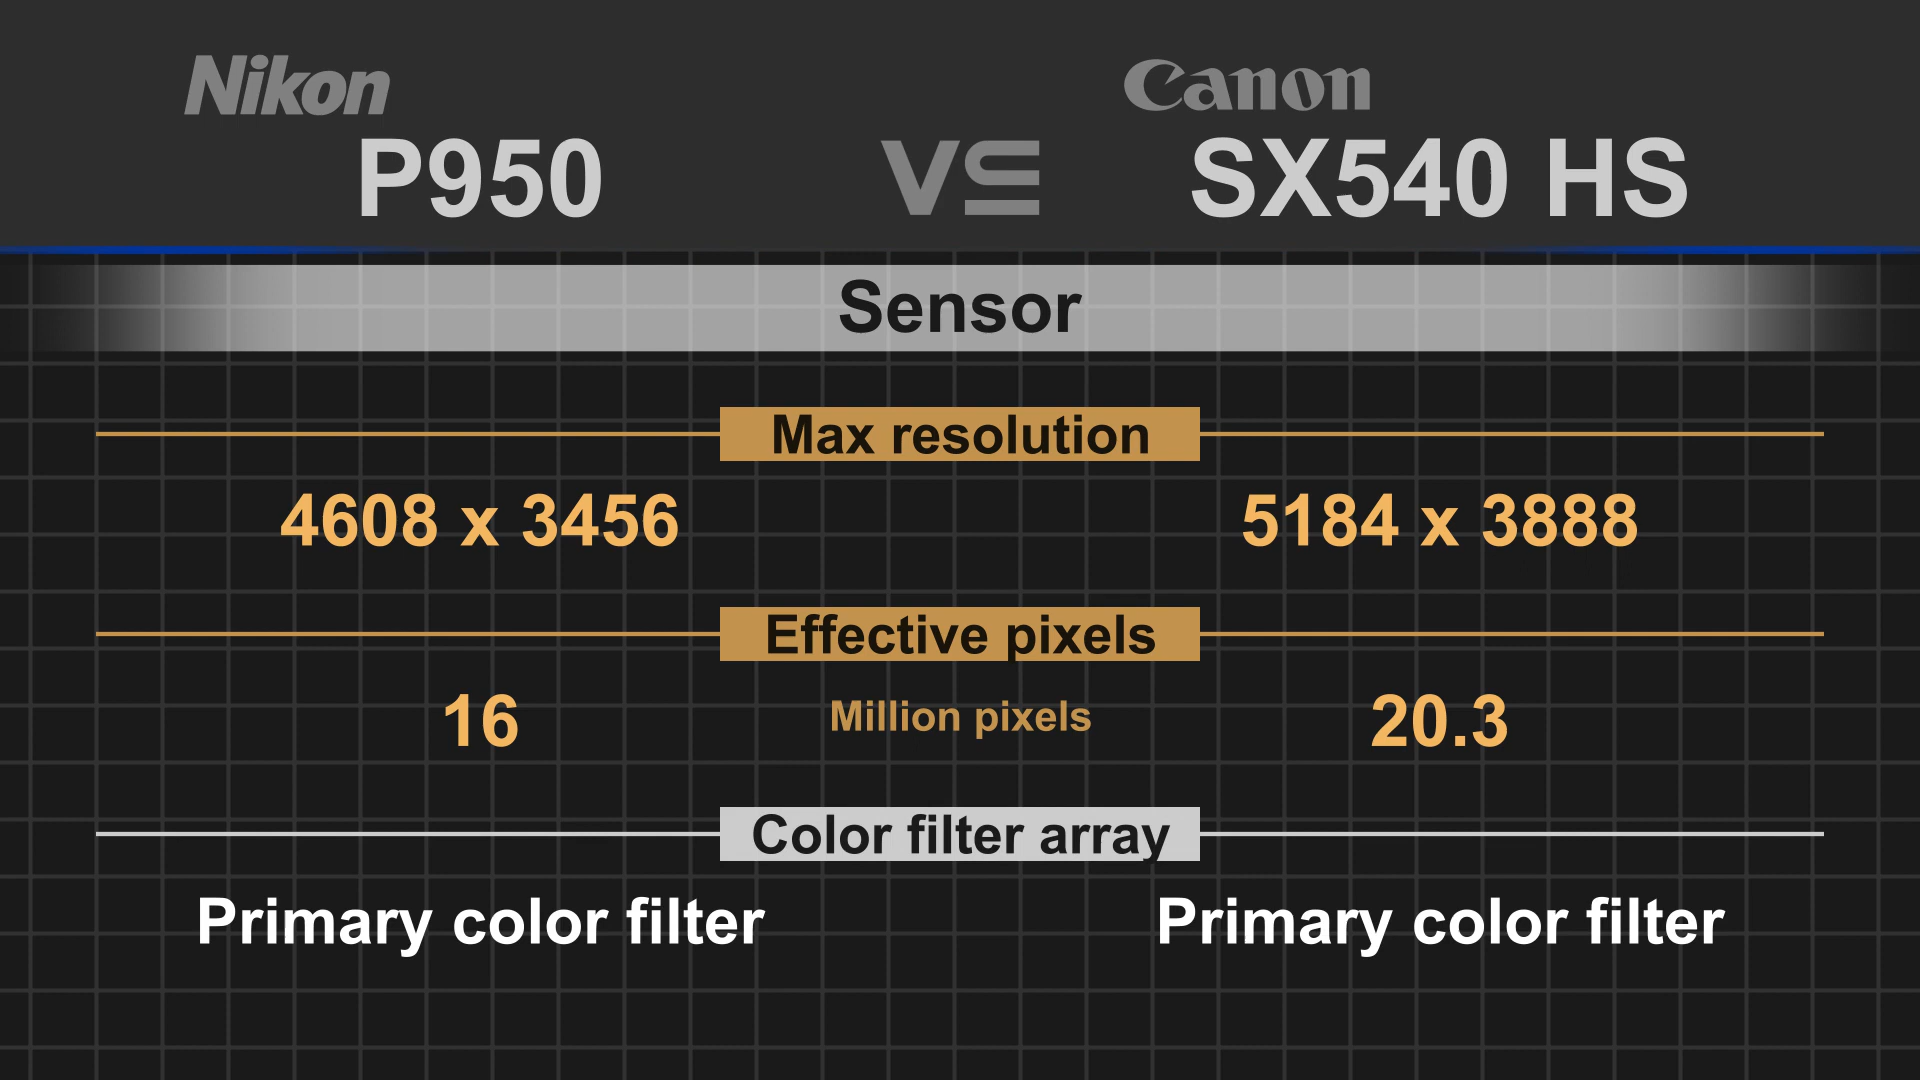 Nikon
Canon
P950
VS
SX540 HS
Sensor
Max resolution
4608 x 3456
5184 x 3888
Effective pixels
16
Million pixels
20.3
Color filter array
Primary color filter
Primary color filter